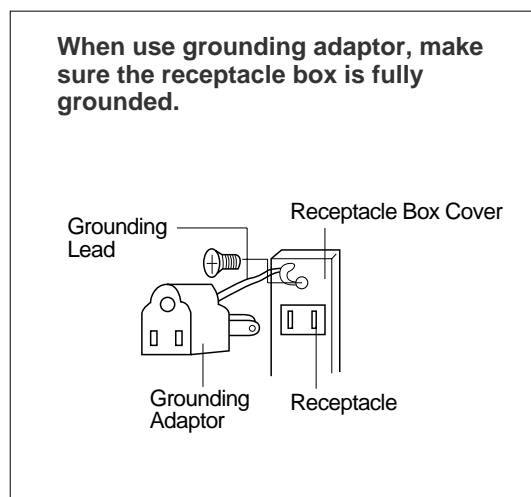 When use grounding adaptor, make
sure the receptacle box is fully
grounded.
Grounding
Lead
Receptacle Box Cover
Grounding
Adaptor
Receptacle